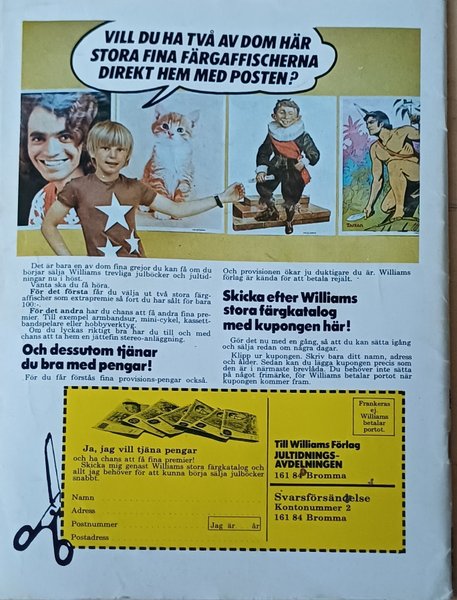 VILL DU HA TVÅ AV DOM HÄR
STORA FINA FÄRGAFFISCHERNA
DIREKT HEM MED POSTEN?
TARZAN
Det är bara en av dom fina grejor du kan få om du
börjar sälja Williams trevliga julböcker och jultid-
ningar nu i höst.
Vänta ska du få höra.
För det första får du välja ut två stora färg-
affischer som extrapremie så fort du har sålt för bara
100:-.
För det andra har du chans att få andra fina pre-
mier. Till exempel armbandsur, mini-cykel, kassett-
bandspelare eller hobbyverktyg.
Om du lyckas riktigt bra har du till och med
chans att ta hem en jättefin stereo-anläggning.
Och dessutom tjänar
du bra med pengar!
För du får förstås fina provisions-pengar också.
Och provisionen ökar ju duktigare du är. Williams
förlag är kända för att betala rejält.
Skicka efter Williams
stora färgkatalog
med kupongen här!
Gör det nu med en gång, så att du kan sätta igång
och sälja redan om några dagar.
Klipp ur kupongen. Skriv bara ditt namn, adress
och ålder. Sedan kan du lägga kupongen precis som
den är i närmaste brevlåda. Du behöver inte sätta
på något frimärke, för Williams betalar portot när
kupongen kommer fram.
Ja, jag vill tjäna pengar
och ha chans att få fina premier!
Skicka mig genast Williams stora färgkatalog och
allt jag behöver för att kunna börja sälja julböcker
snabbt.
Namn
Adress
Postnummer
Jag är år
Postadress
Frankeras
ej.
Williams
betalar
portot.
Till Williams Förlag
JULTIDNINGS-
AVDELNINGEN
161 84 Bromma
Svarsförsändelse
Kontonummer 2
161 84 Bromma